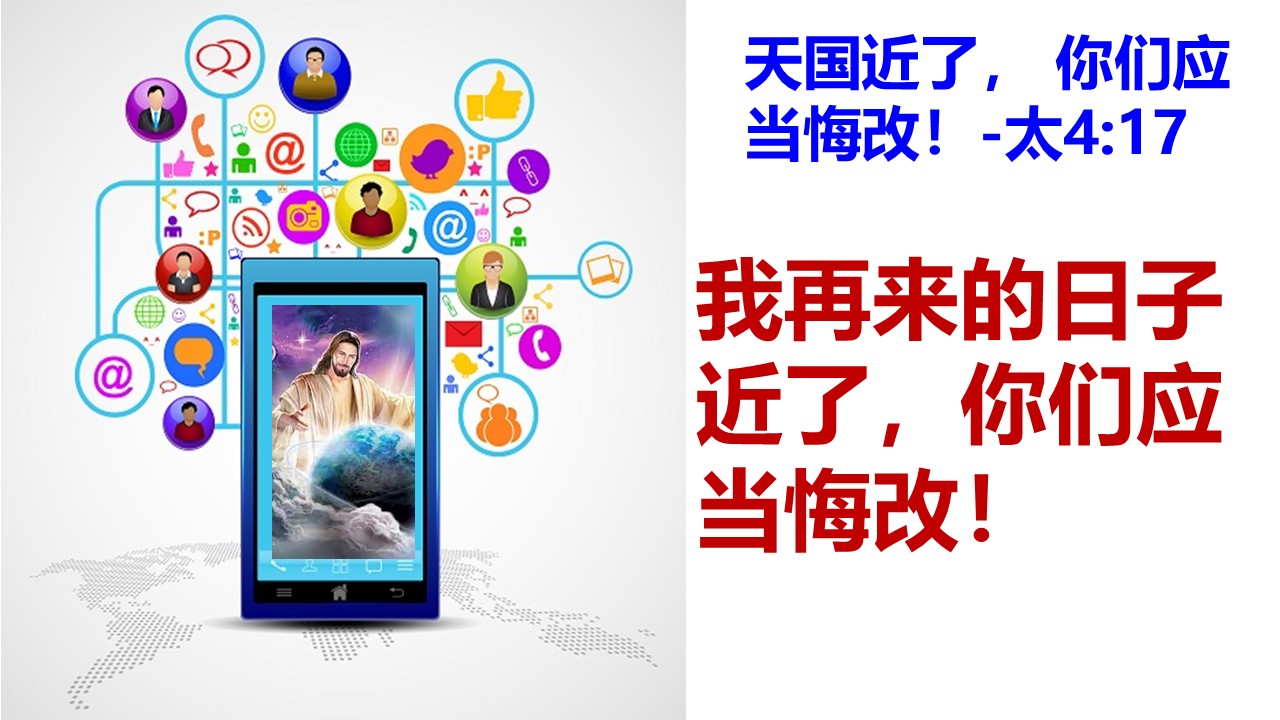 天国近了， 你们应
当悔改！-太4:17
我再来的日子
近了，你们应
当悔改！
@
:P
@
:P
@
^_^
^_^
^_^